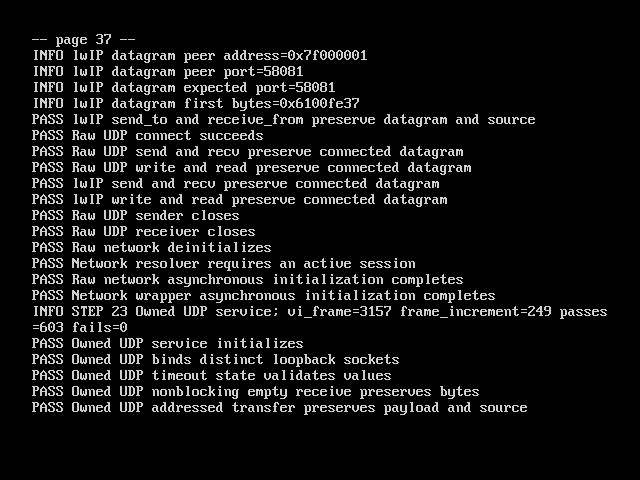 -- page 37 --
INFO lwIP datagram peer address=0x7f000001
INFO lwIP datagram peer port=58081
INFO lwIP datagram expected port=58081
INFO lwIP datagram first bytes=0x6100fe37
PASS lwIP send_to and receive_from preserve datagram and source
PASS Raw UDP connect succeeds
PASS Raw UDP send and recv preserve connected datagram
PASS Raw UDP write and read preserve connected datagram
PASS lwIP send and recv preserve connected datagram
PASS lwIP write and read preserve connected datagram
PASS Raw UDP sender closes
PASS Raw UDP receiver closes
PASS Raw network deinitializes
PASS Network resolver requires an active session
PASS Raw network asynchronous initialization completes
PASS Network wrapper asynchronous initialization completes
INFO STEP 23 Owned UDP service; vi_frame=3157 frame_increment=249 passes
=603 fails=0
PASS Owned UDP service initializes
PASS Owned UDP binds distinct loopback sockets
PASS Owned UDP timeout state validates values
PASS Owned UDP nonblocking empty receive preserves bytes
PASS Owned UDP addressed transfer preserves payload and source